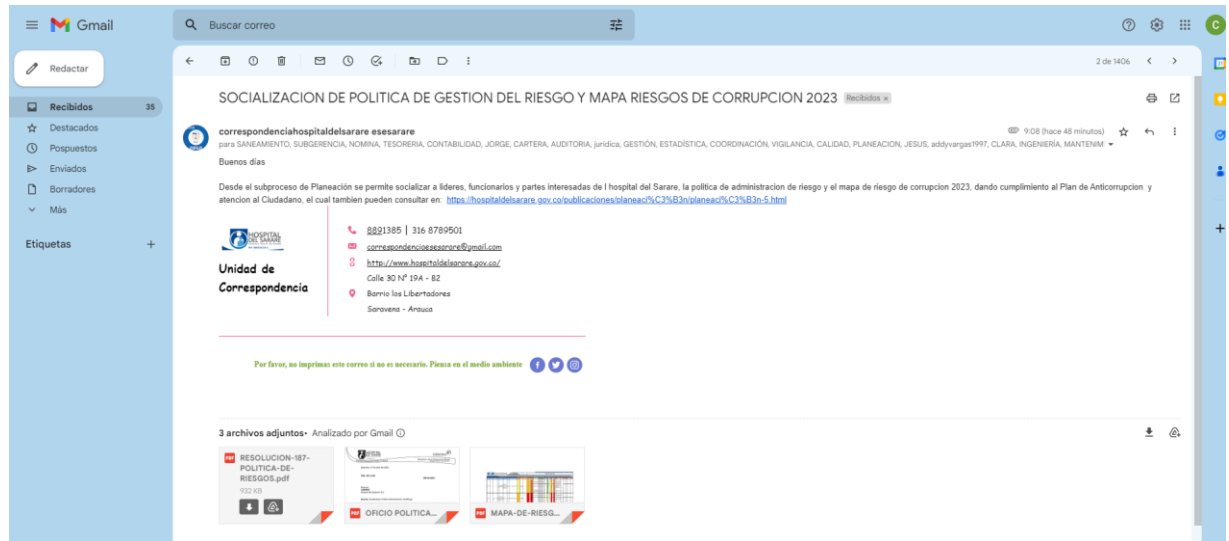 Gmail
Buscar correo
C
Redactar
2 de 1406
Recibidos 35
Destacados
Pospuestos
Enviados
Borradores
Más
Etiquetas
SOCIALIZACION DE POLITICA DE GESTION DEL RIESGO Y MAPA RIESGOS DE CORRUPCION 2023 Recibidos x
correspondenciahospitaldelsarare esesarare
9:08 (hace 48 minutos)
para SANEAMIENTO, SUBGERENCIA, NOMINA, TESORERIA, CONTABILIDAD, JORGE, CARTERA, AUDITORIA, jurídica, GESTIÓN, ESTADÍSTICA, COORDINACIÓN, VIGILANCIA, CALIDAD, PLANEACION, JESUS, addyvargas1997, CLARA, INGENIERÍA, MANTENIM
Buenos días
Desde el subproceso de Planeación se permite socializar a lideres, funcionarios y partes interesadas de l hospital del Sarare, la politica de administracion de riesgo y el mapa de riesgo de corrupcion 2023, dando cumplimiento al Plan de Anticorrupcion y
atencion al Ciudadano, el cual tambien pueden consultar en: https://hospitaldelsarare.gov.co/publicaciones/planeaci%C3%B3n/planeaci%C3%B3n-5.html
HOSPITAL
DEL SARARE
Unidad de
Correspondencia
8891385 | 316 8789501
correspondenciaesesarare@gmail.com
http://www.hospitaldelsarare.gov.co/
Calle 30 N° 19A - 82
Barrio los Libertadores
Saravena - Arauca
Por favor, no imprimas este correo si no es necesario. Piensa en el medio ambiente
3 archivos adjuntos• Analizado por Gmail
RESOLUCION-187-
POLITICA-DE-
RIESGOS.pdf
932 KB
PDF OFICIO POLITICA...
PDF MAPA-DE-RIESG...